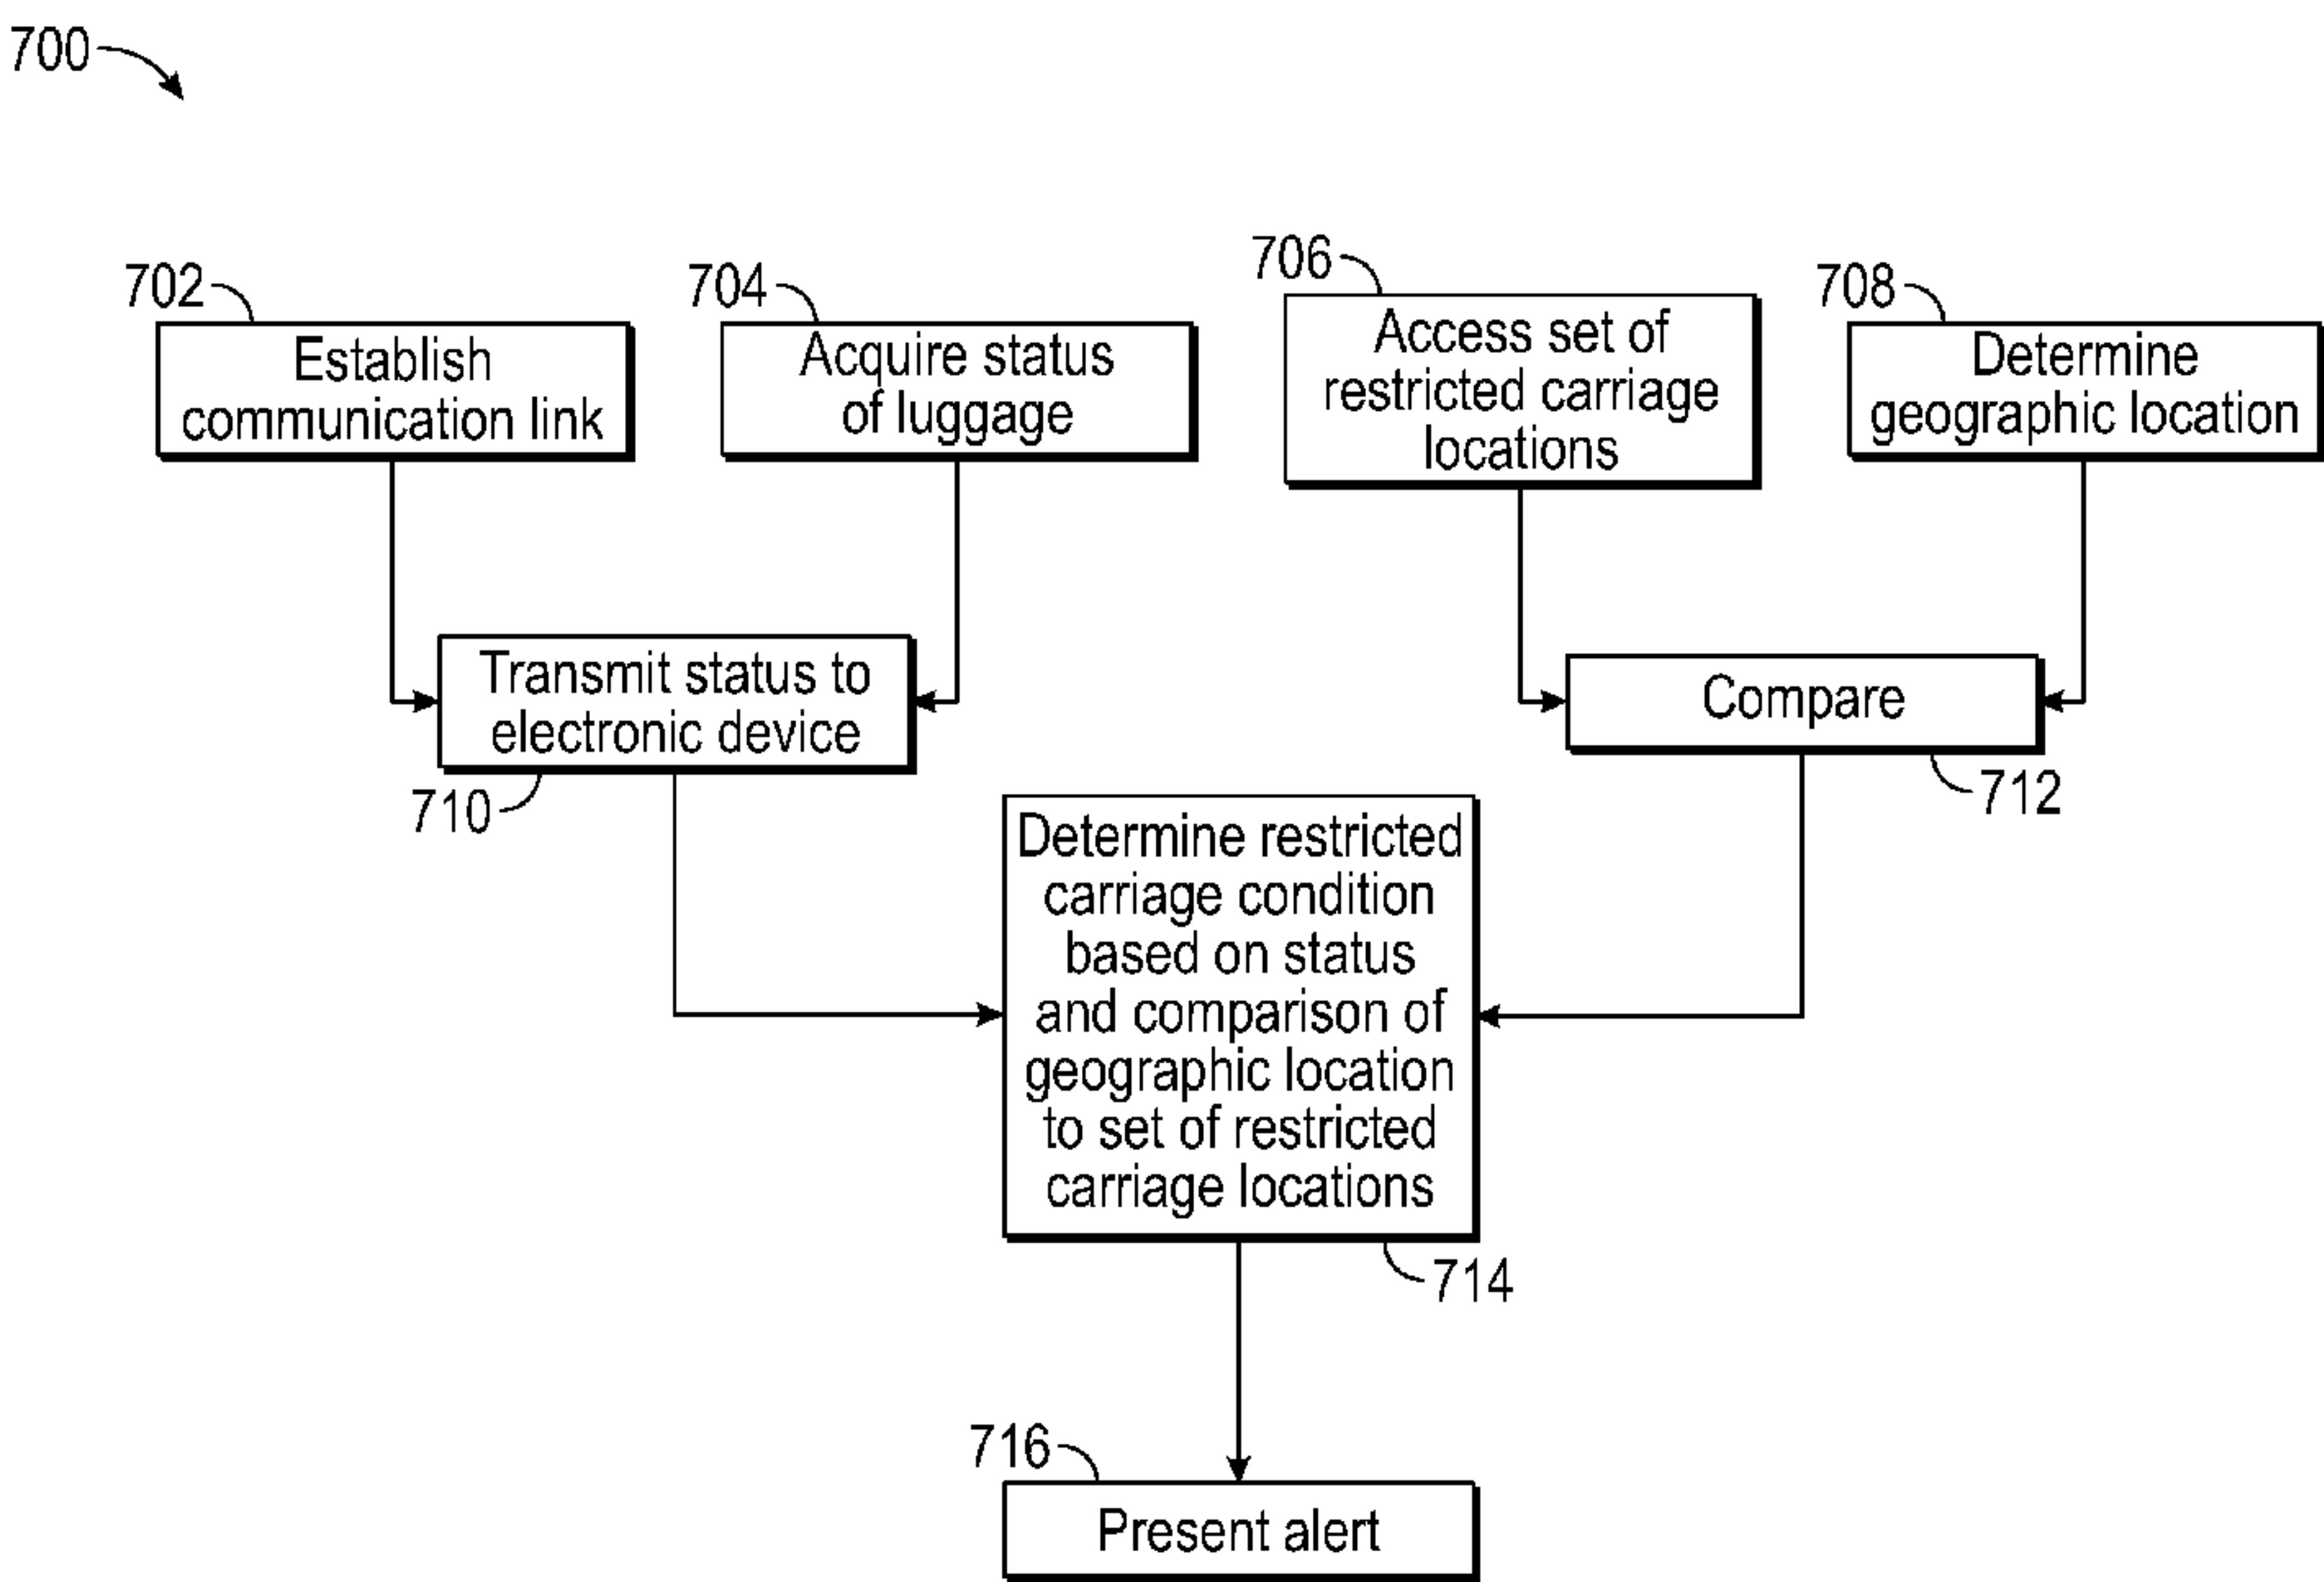 700
702
Establish
communication link
704
Acquire status
of luggage
706
Access set of
restricted carriage
locations
708
Determine
geographic location
Transmit status to
electronic device
710
Compare
712
Determine restricted
carriage condition
based on status
and comparison of
geographic location
to set of restricted
carriage locations
714
716
Present alert